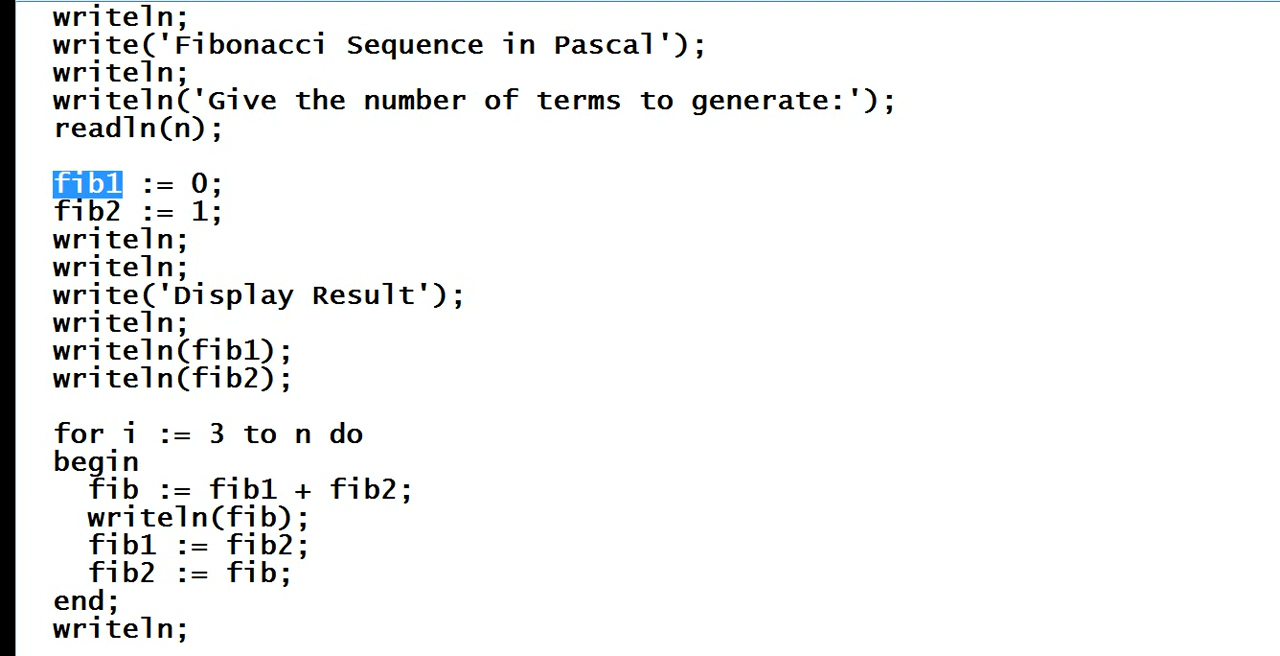 writeln;
write('Fibonacci Sequence in Pascal');
writeln;
writeln('Give the number of terms to generate:');
readln(n);

fib1 := 0;
fib2 := 1;
writeln;
writeln;
write('Display Result');
writeln;
writeln(fib1);
writeln(fib2);

for i := 3 to n do
begin
  fib := fib1 + fib2;
  writeln(fib);
  fib1 := fib2;
  fib2 := fib;
end;
writeln;